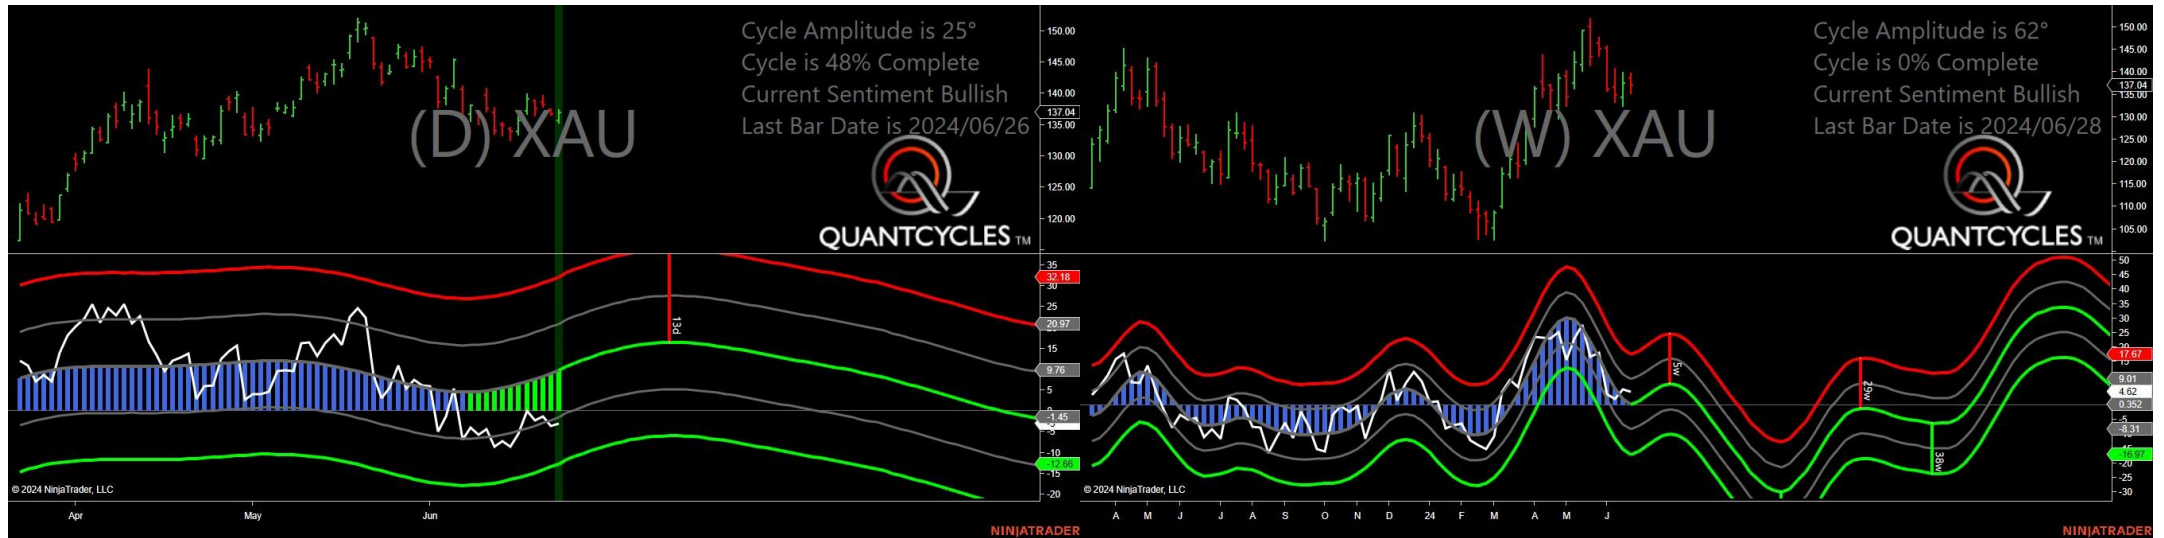 Cycle Amplitude is 25°
Cycle is 48% Complete
Current Sentiment Bullish
Last Bar Date is 2024/06/26
(D) XAU
QUANTCYCLES TM
150.00
145.00
140.00
137.04
135.00
130.00
125.00
120.00
35
32.18
25
20.97
15
9.76
5
-1.45
-5
-10
-12.66
-15
-20
13d
© 2024 NinjaTrader, LLC
Apr May Jun
NINJATRADER
Cycle Amplitude is 62°
Cycle is 0% Complete
Current Sentiment Bullish
Last Bar Date is 2024/06/28
(W) XAU
QUANTCYCLES TM
150.00
145.00
140.00
137.04
135.00
130.00
125.00
120.00
115.00
110.00
105.00
50
45
40
35
30
25
17.67
9.01
4.62
0.352
-5
-8.31
-16.97
-20
-25
-30
5w
29w
38w
© 2024 NinjaTrader, LLC
A M J J A S O N D 24 F M A M J
NINJATRADER